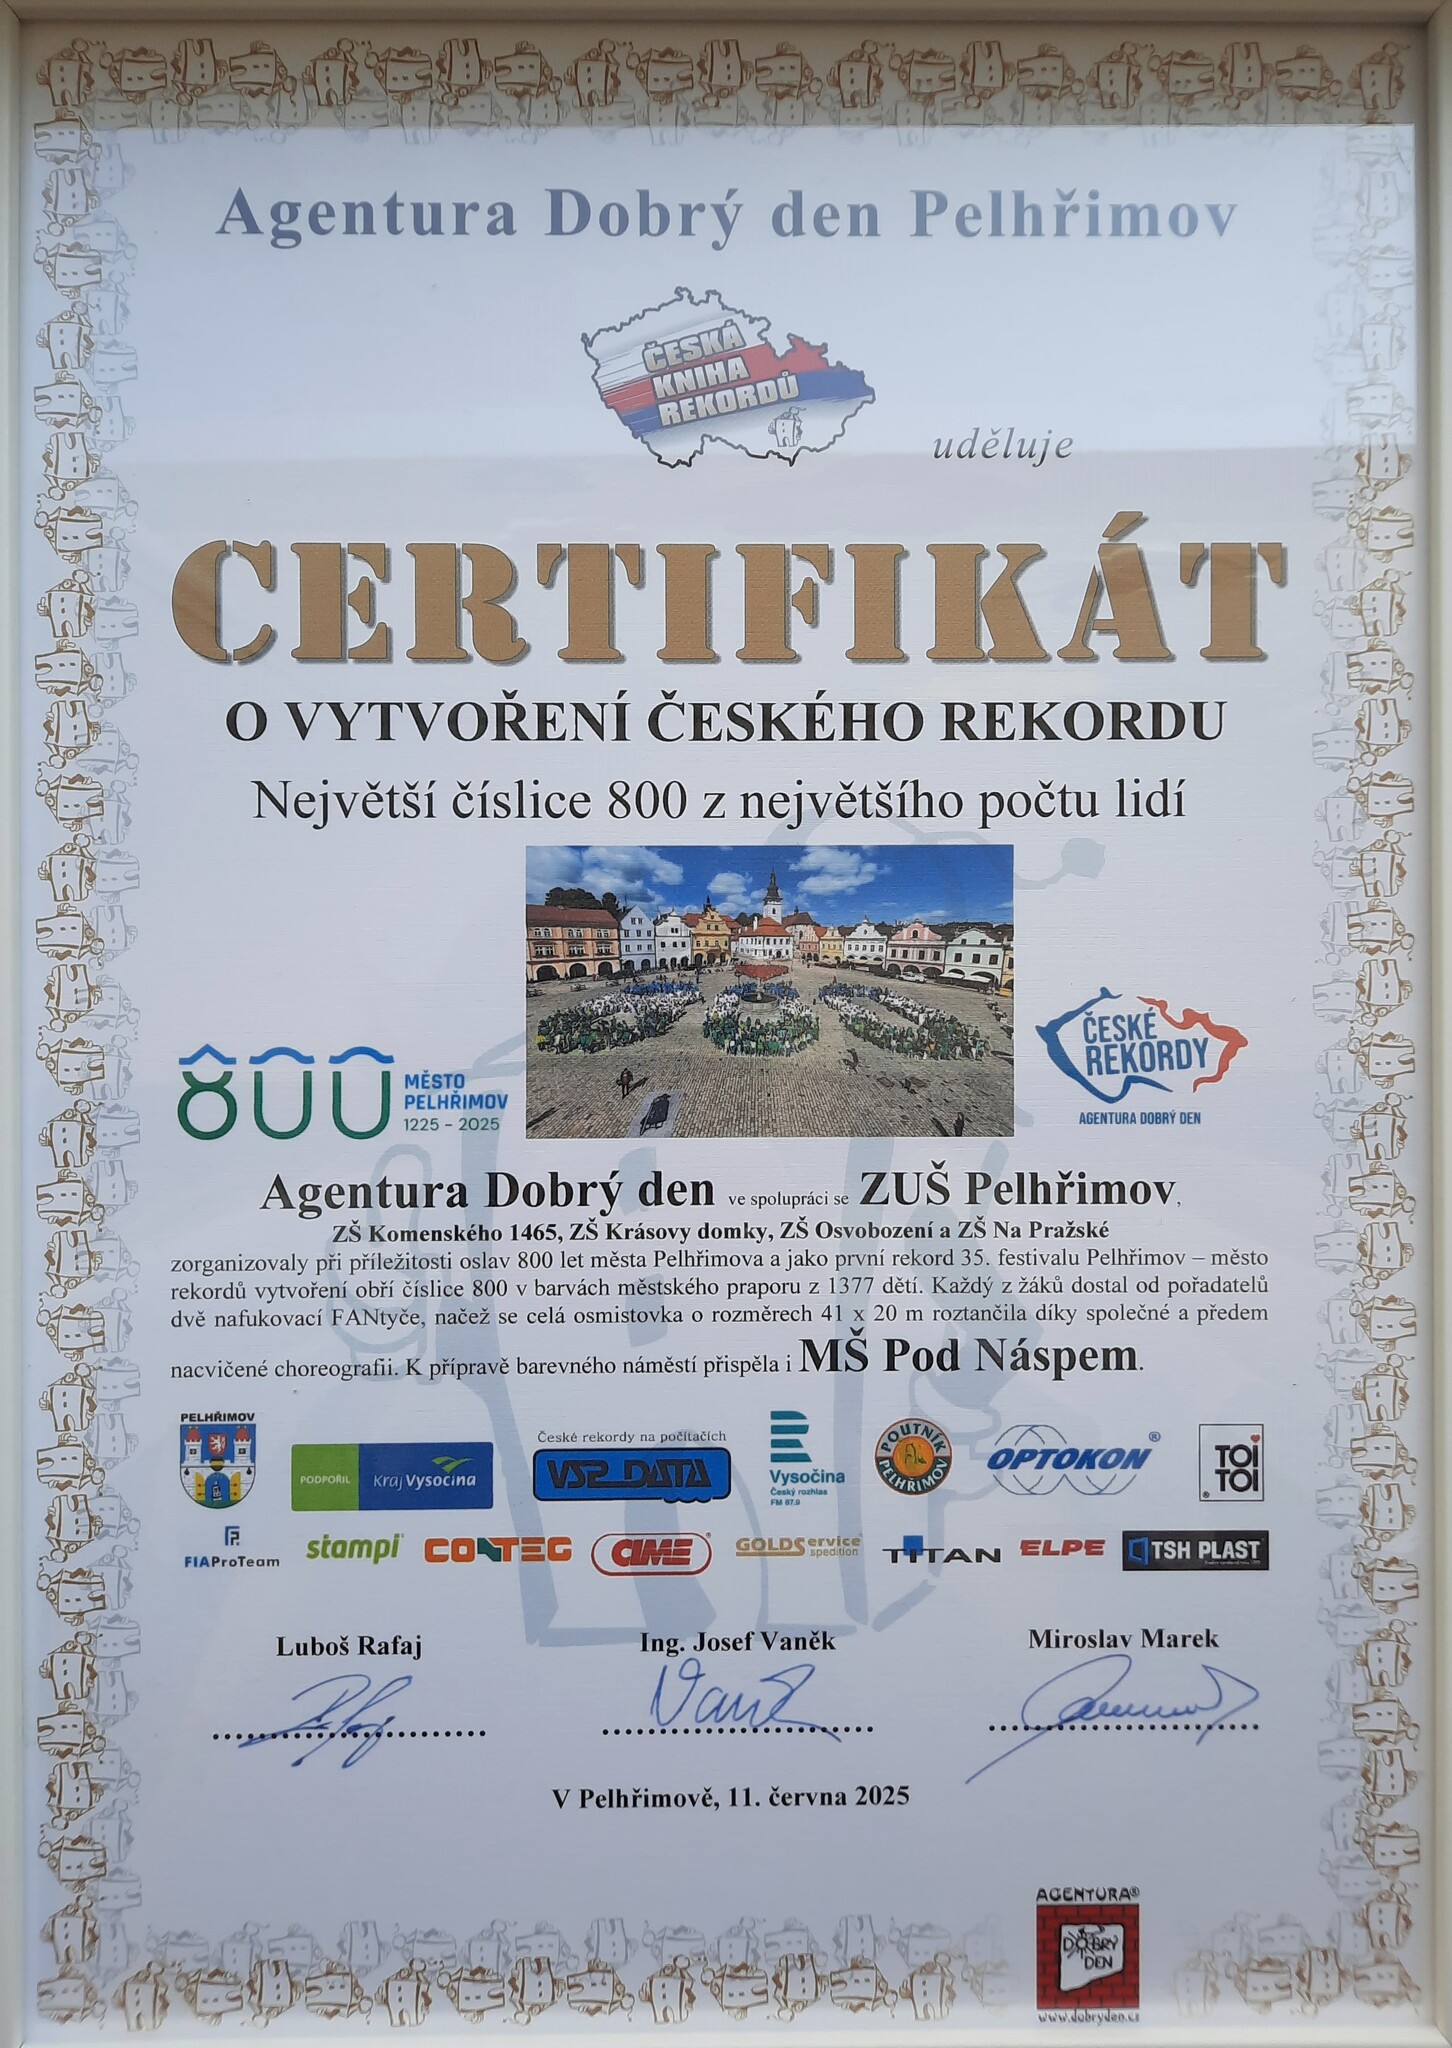 Agentura Dobrý den Pelhřimov
ČESKÁ
KNIHA
REKORDŮ
uděluje
CERTIFIKÁT
O VYTVOŘENÍ ČESKÉHO REKORDU
Největší číslice 800 z největšího počtu lidí
800
MĚSTO
PELHŘIMOV
1225 – 2025
ČESKÉ
REKORDY
AGENTURA DOBRÝ DEN
Agentura Dobrý den ve spolupráci se ZUŠ Pelhřimov,
ZŠ Komenského 1465, ZŠ Krásovy domky, ZŠ Osvobození a ZŠ Na Pražské
zorganizovaly při příležitosti oslav 800 let města Pelhřimova a jako první rekord 35. festivalu Pelhřimov – město
rekordů vytvoření obří číslice 800 v barvách městského praporu z 1377 dětí. Každý z žáků dostal od pořadatelů
dvě nafukovací FANtyče, načež se celá osmistovka o rozměrech 41 x 20 m roztančila díky společné a předem
nacvičené choreografii. K přípravě barevného náměstí přispěla i MŠ Pod Náspem.
PELHŘIMOV
PODPOŘIL Kraj Vysočina
České rekordy na počítačích
VSP DATA
Vysočina
Český rozhlas
FM 87.9
POUTNÍK
PELHŘIMOV
OPTOKON®
TOI
TOI
®
FIAProTeam
stampi
CONTEG
CIME®
GOLDService
spedition
TITAN
ELPE
TSH PLAST
Luboš Rafaj
Ing. Josef Vaněk
Miroslav Marek
V Pelhřimově, 11. června 2025
AGENTURA®
DOBRÝ
DEN
www.dobryden.cz